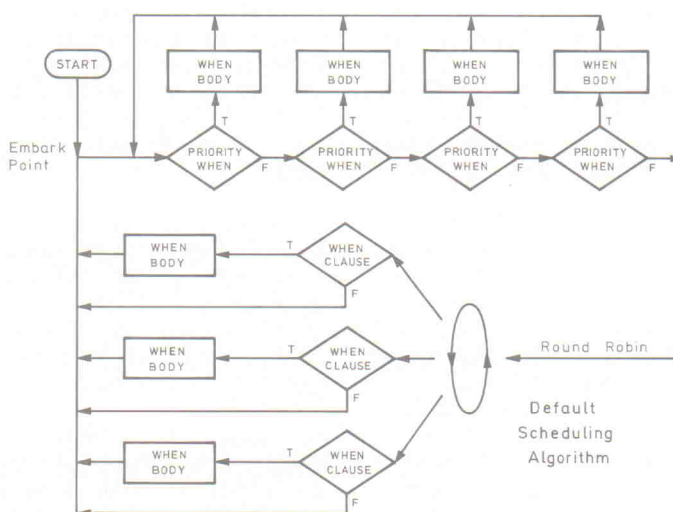 START
WHEN
BODY
WHEN
BODY
WHEN
BODY
WHEN
BODY
T
T
T
T
Embark
Point
PRIORITY
WHEN
F
PRIORITY
WHEN
F
PRIORITY
WHEN
F
PRIORITY
WHEN
F
WHEN
BODY
T
WHEN
CLAUSE
F
WHEN
BODY
T
WHEN
CLAUSE
F
Round Robin
Default
Scheduling
Algorithm
WHEN
BODY
T
WHEN
CLAUSE
F